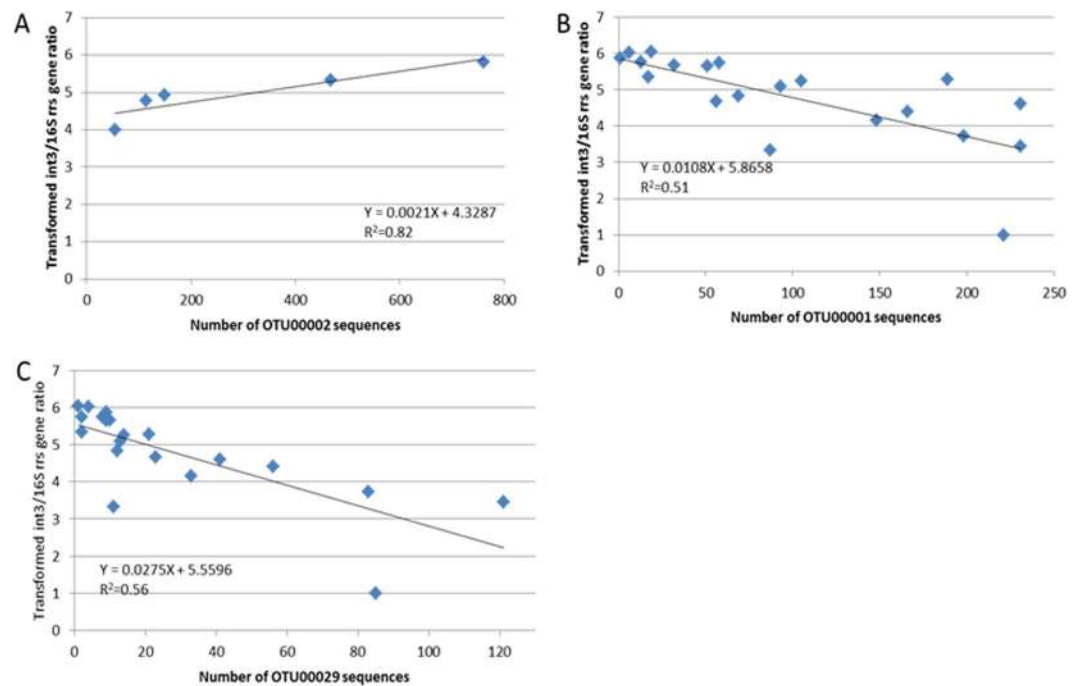 A
Transformed int3/16S rrs gene ratio
7
6
5
4
3
2
1
0
Y = 0.0021X + 4.3287
R²=0.82
0 200 400 600 800
Number of OTU00002 sequences
B
Transformed int3/16S rrs gene ratio
7
6
5
4
3
2
1
0
Y = 0.0108X + 5.8658
R²=0.51
0 50 100 150 200 250
Number of OTU00001 sequences
C
Transformed int3/16S rrs gene ratio
7
6
5
4
3
2
1
0
Y = 0.0275X + 5.5596
R²=0.56
0 20 40 60 80 100 120
Number of OTU00029 sequences